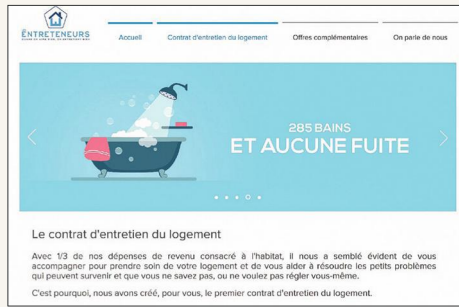 LES
ENTRETENEURS
Accueil
Contrat d'entretien du logement
Offres complémentaires
On parle de nous
285 BAINS
ET AUCUNE FUITE
Le contrat d'entretien du logement
Avec 1/3 de nos dépenses de revenu consacré à l'habitat, il nous a semblé évident de vous
accompagner pour prendre soin de votre logement et de vous aider à résoudre les petits problèmes
qui peuvent survenir et que vous ne savez pas, ou ne voulez pas régler vous-même.
C'est pourquoi, nous avons créé, pour vous, le premier contrat d'entretien du logement.